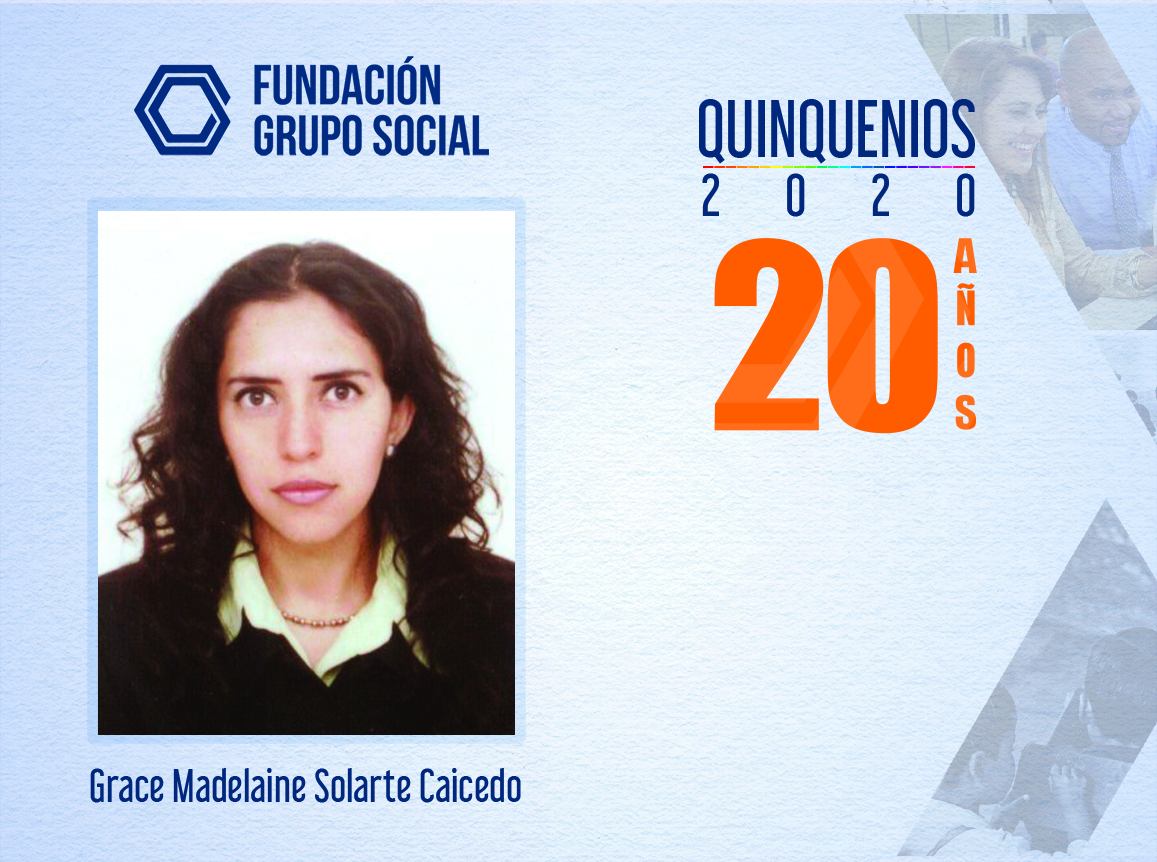 FUNDACIÓN
GRUPO SOCIAL
QUINQUENIOS
2020
20
AÑOS
Grace Madelaine Solarte Caicedo